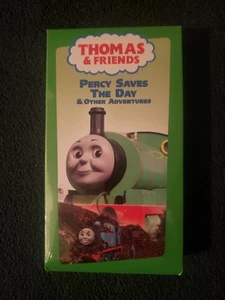 THOMAS
& FRIENDS
PERCY SAVES
THE DAY
& OTHER ADVENTURES